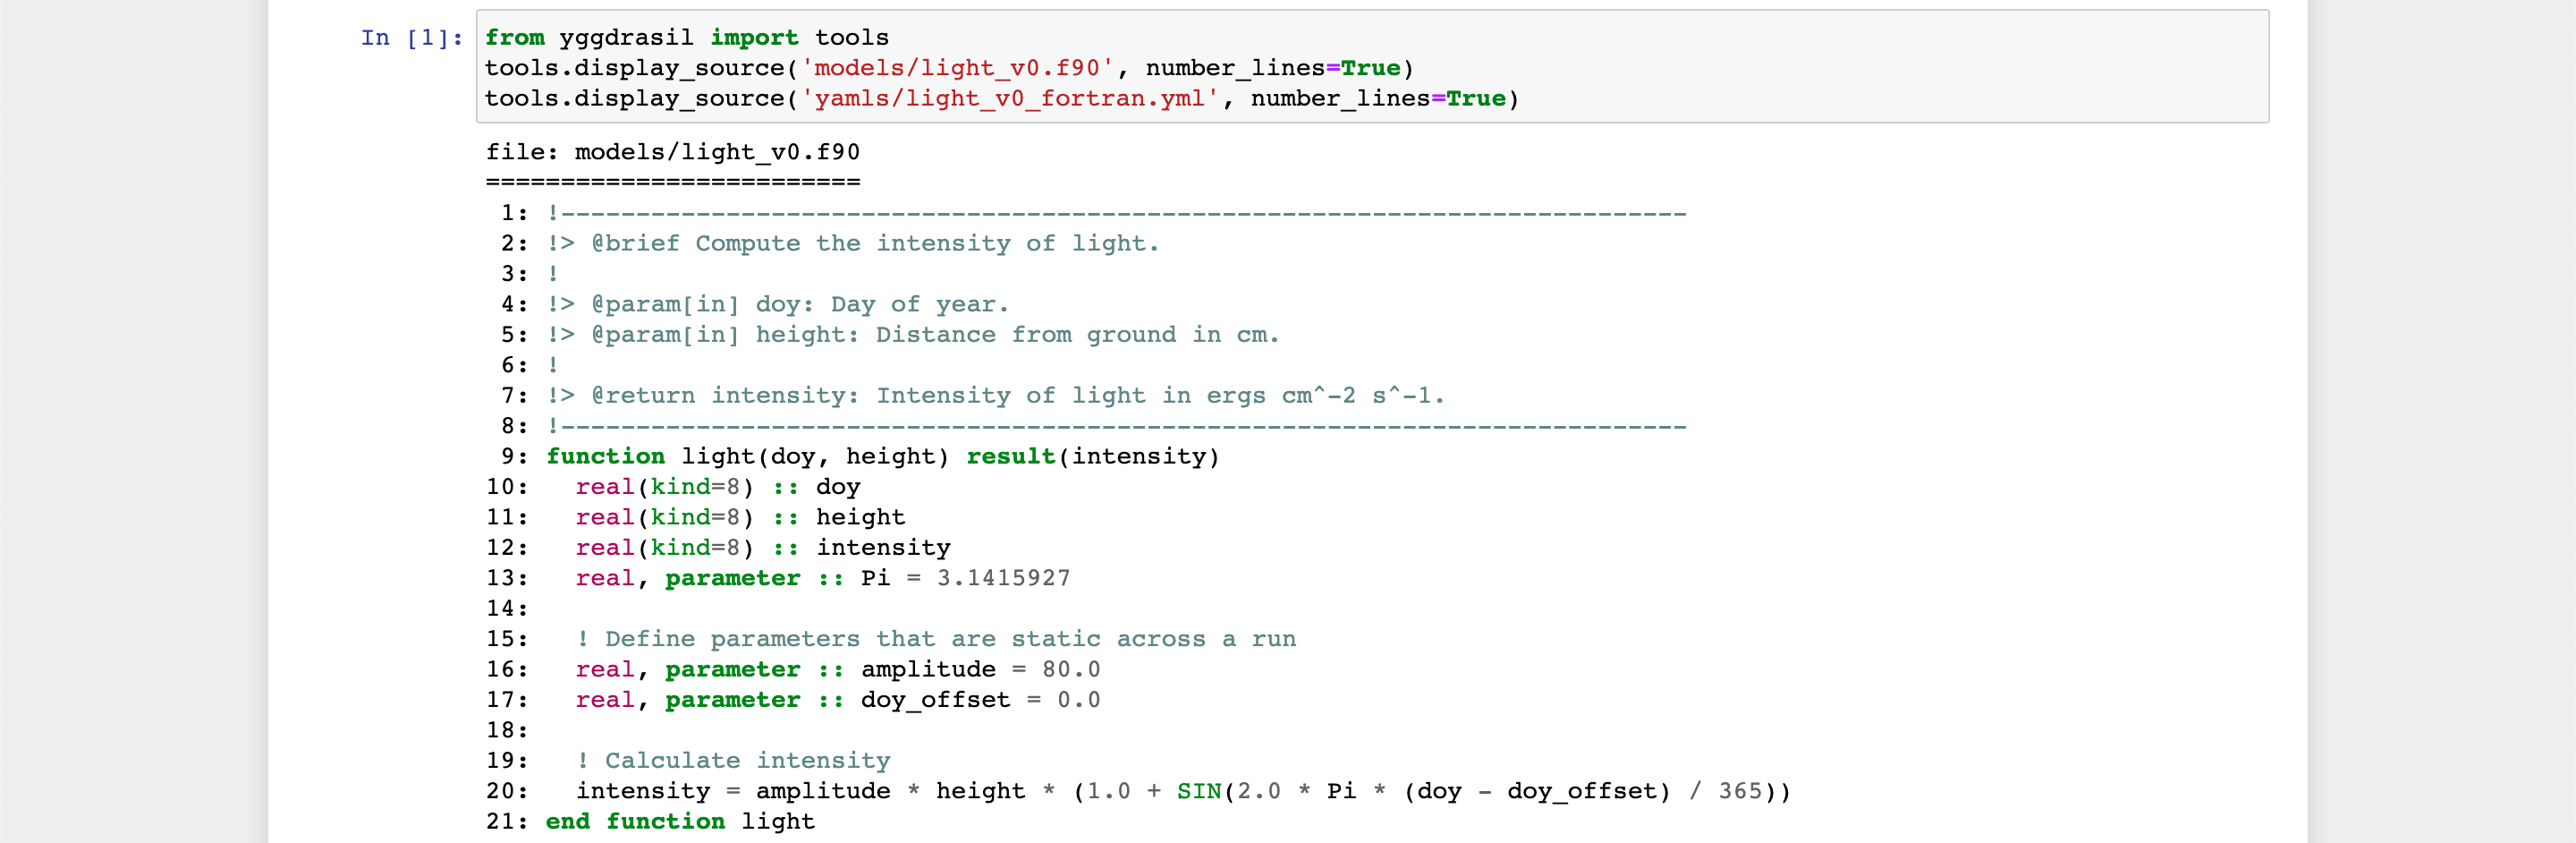 In [1]: from yggdrasil import tools
tools.display_source('models/light_v0.f90', number_lines=True)
tools.display_source('yamls/light_v0_fortran.yml', number_lines=True)
file: models/light_v0.f90
=========================
1: !---------------------------------------------------------------------------
2: !> @brief Compute the intensity of light.
3: !
4: !> @param[in] doy: Day of year.
5: !> @param[in] height: Distance from ground in cm.
6: !
7: !> @return intensity: Intensity of light in ergs cm^-2 s^-1.
8: !---------------------------------------------------------------------------
9: function light(doy, height) result(intensity)
10:   real(kind=8) :: doy
11:   real(kind=8) :: height
12:   real(kind=8) :: intensity
13:   real, parameter :: Pi = 3.1415927
14:
15:   ! Define parameters that are static across a run
16:   real, parameter :: amplitude = 80.0
17:   real, parameter :: doy_offset = 0.0
18:
19:   ! Calculate intensity
20:   intensity = amplitude * height * (1.0 + SIN(2.0 * Pi * (doy - doy_offset) / 365))
21: end function light